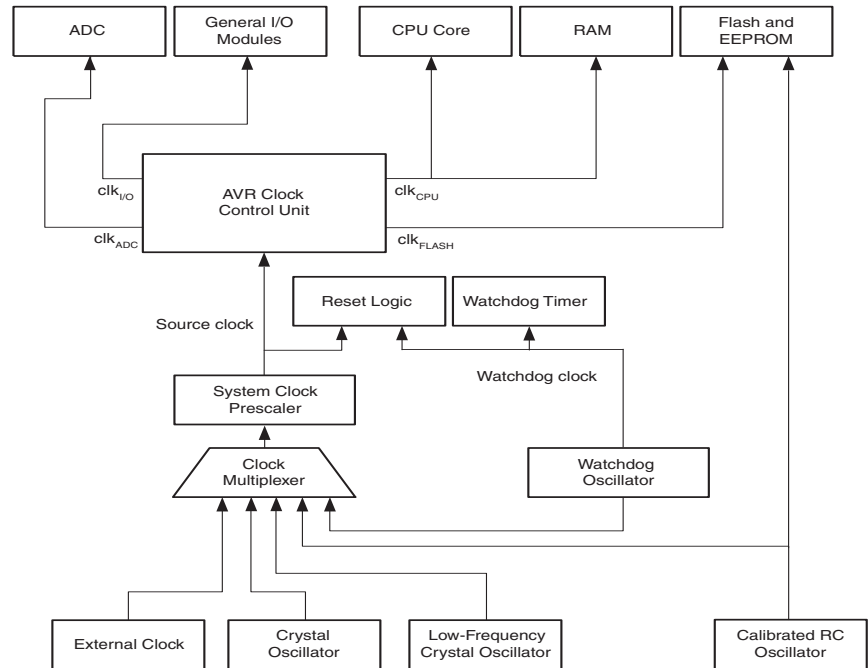 ADC
General I/O
Modules
CPU Core
RAM
Flash and
EEPROM
clkI/O
AVR Clock
Control Unit
clkCPU
clkADC
clkFLASH
Reset Logic
Watchdog Timer
Source clock
Watchdog clock
System Clock
Prescaler
Clock
Multiplexer
Watchdog
Oscillator
External Clock
Crystal
Oscillator
Low-Frequency
Crystal Oscillator
Calibrated RC
Oscillator